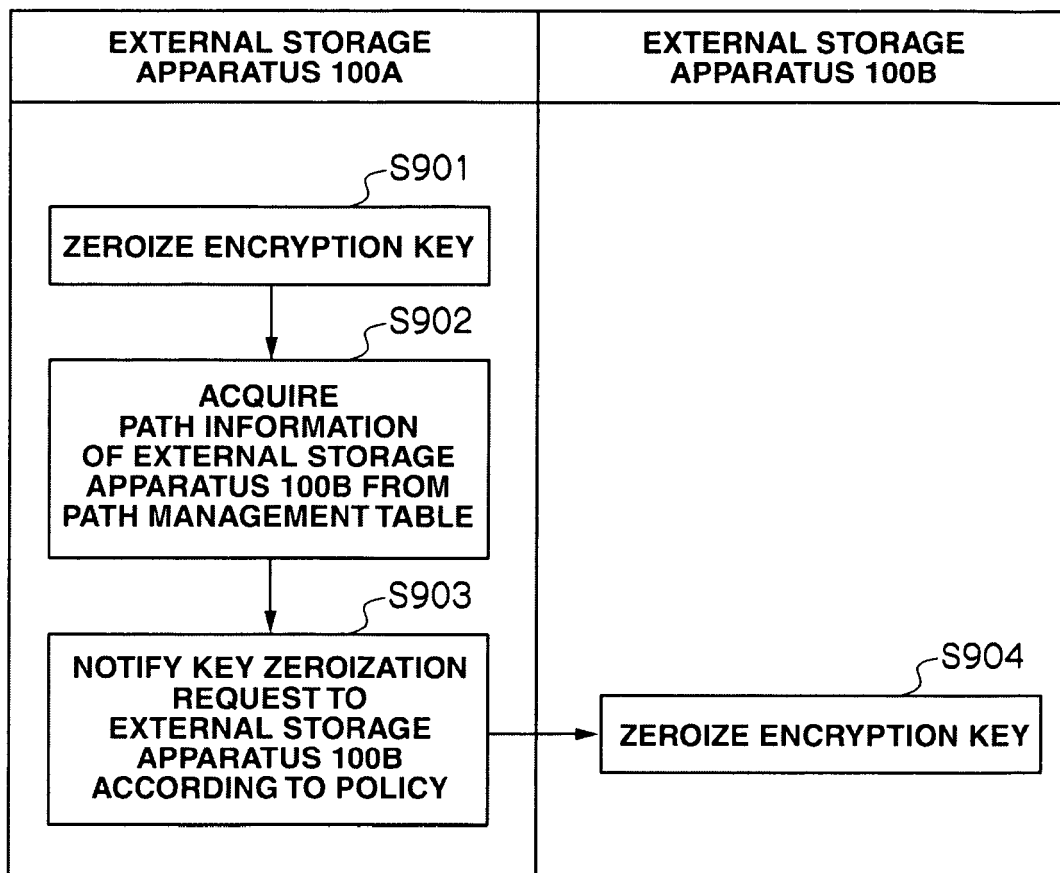 EXTERNAL STORAGE
APPARATUS 100A
EXTERNAL STORAGE
APPARATUS 100B
S901
ZEROIZE ENCRYPTION KEY
S902
ACQUIRE
PATH INFORMATION
OF EXTERNAL STORAGE
APPARATUS 100B FROM
PATH MANAGEMENT TABLE
S903
NOTIFY KEY ZEROIZATION
REQUEST TO
EXTERNAL STORAGE
APPARATUS 100B
ACCORDING TO POLICY
S904
ZEROIZE ENCRYPTION KEY